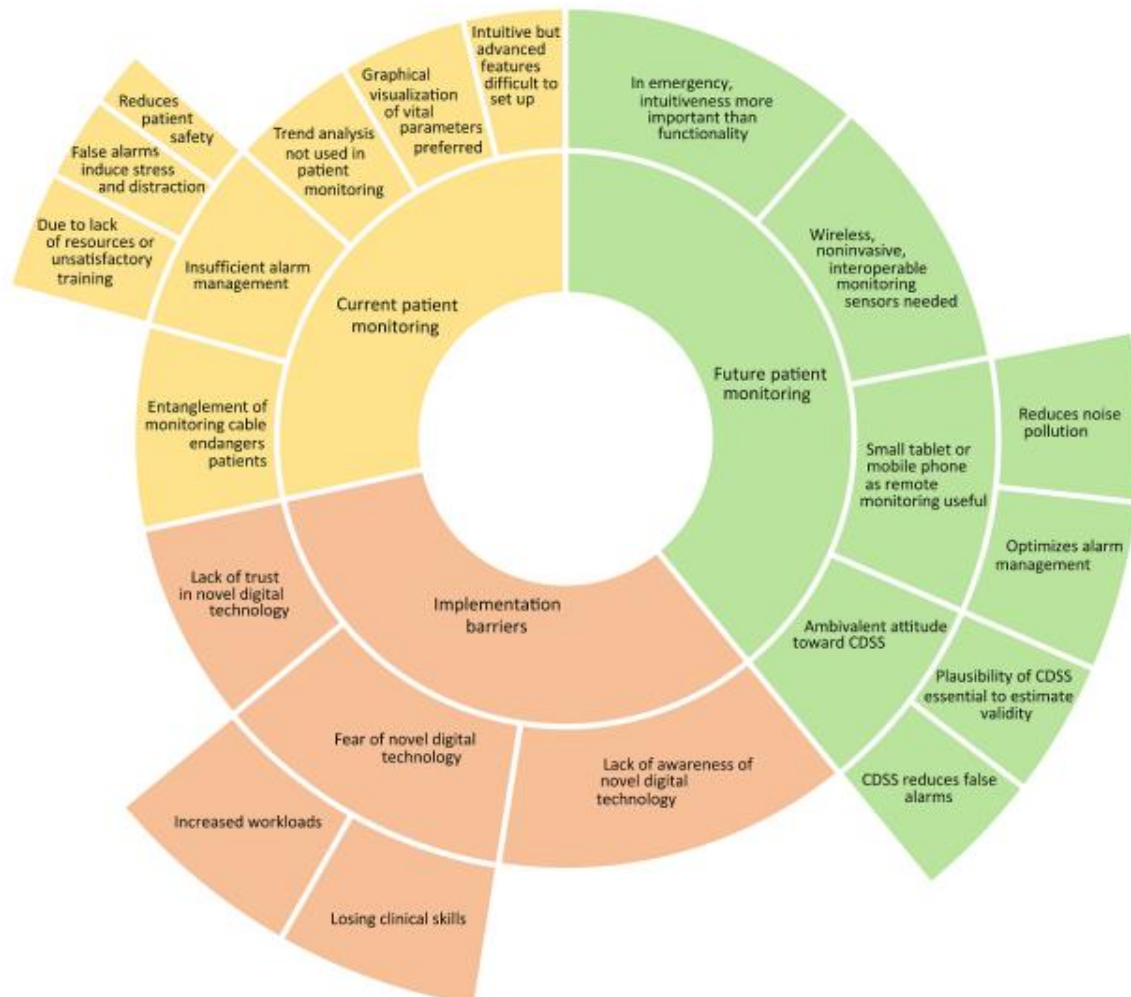 Intuitive but
advanced
features
difficult to
set up
Graphical
visualization
of vital
parameters
preferred
Trend analysis
not used in
patient
monitoring
Reduces
patient
safety
False alarms
induce stress
and distraction
Due to lack
of resources or
unsatisfactory
training
Insufficient alarm
management
Current patient
monitoring
Entanglement of
monitoring cable
endangers
patients
In emergency,
intuitiveness more
important than
functionality
Wireless,
noninvasive,
interoperable
monitoring
sensors needed
Future patient
monitoring
Small tablet or
mobile phone
as remote
monitoring useful
Reduces noise
pollution
Optimizes alarm
management
Ambivalent attitude
toward CDSS
Plausibility of CDSS
essential to estimate
validity
CDSS reduces false
alarms
Implementation
barriers
Lack of trust
in novel digital
technology
Fear of novel digital
technology
Lack of awareness of
novel digital
technology
Increased workloads
Losing clinical skills